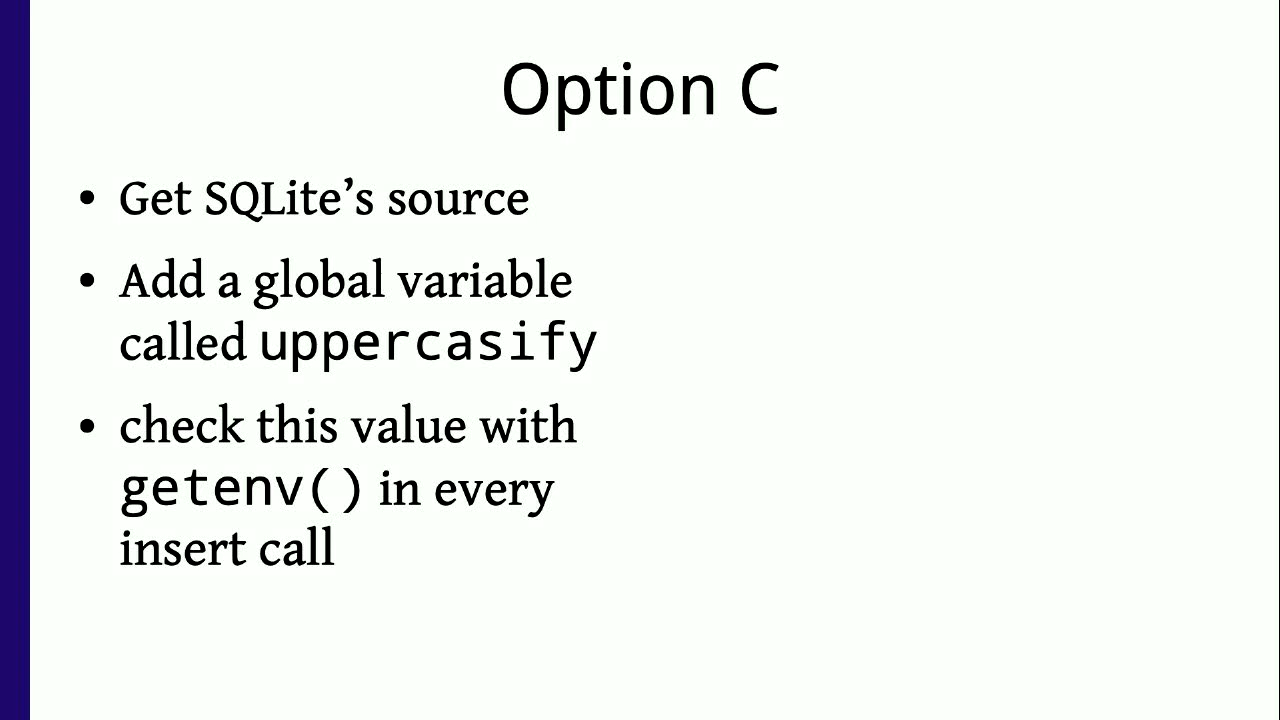 Option C
• Get SQLite’s source
• Add a global variable
called uppercasify
• check this value with
getenv() in every
insert call